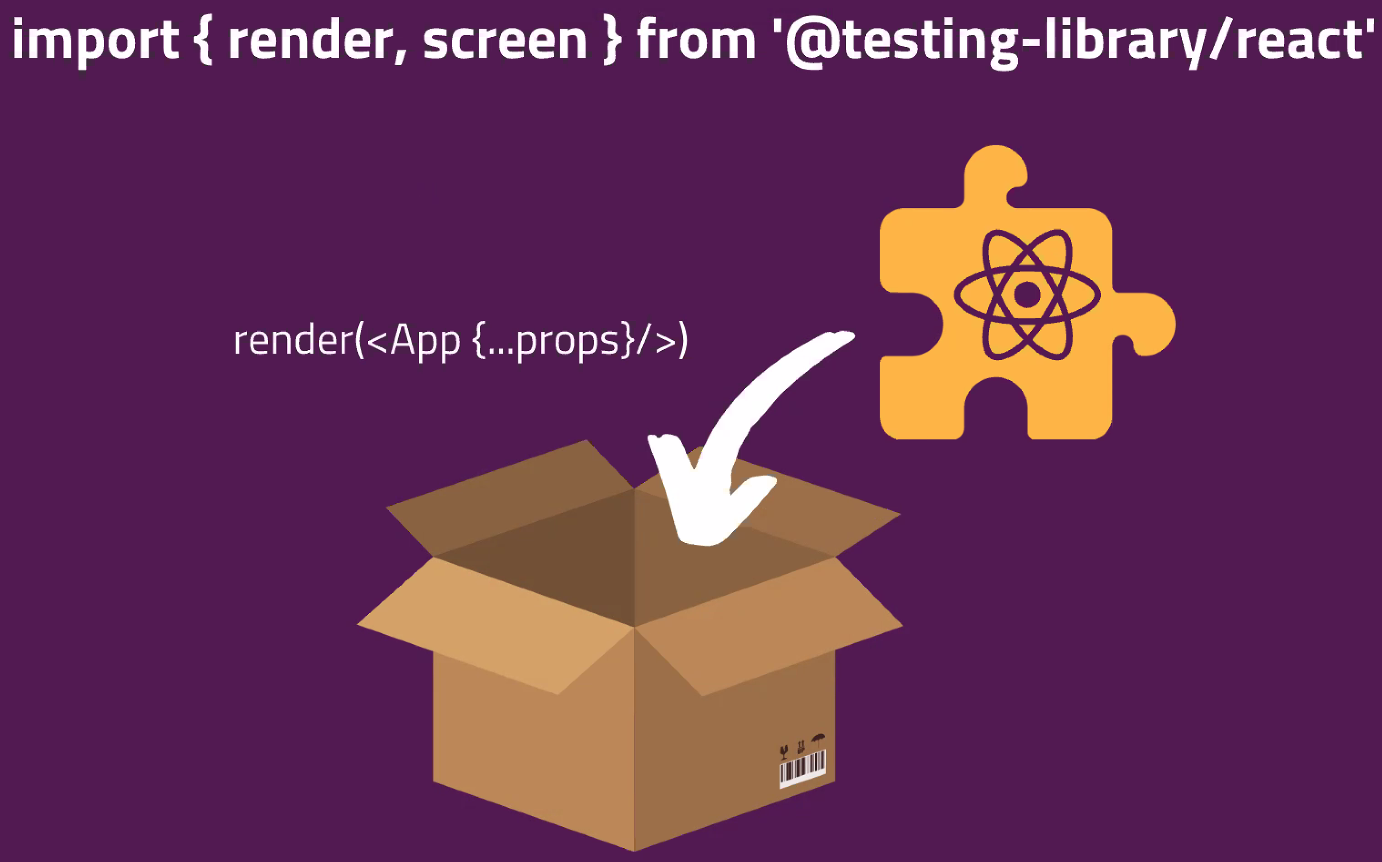 import { render, screen } from '@testing-library/react'
render(<App {...props}/>)